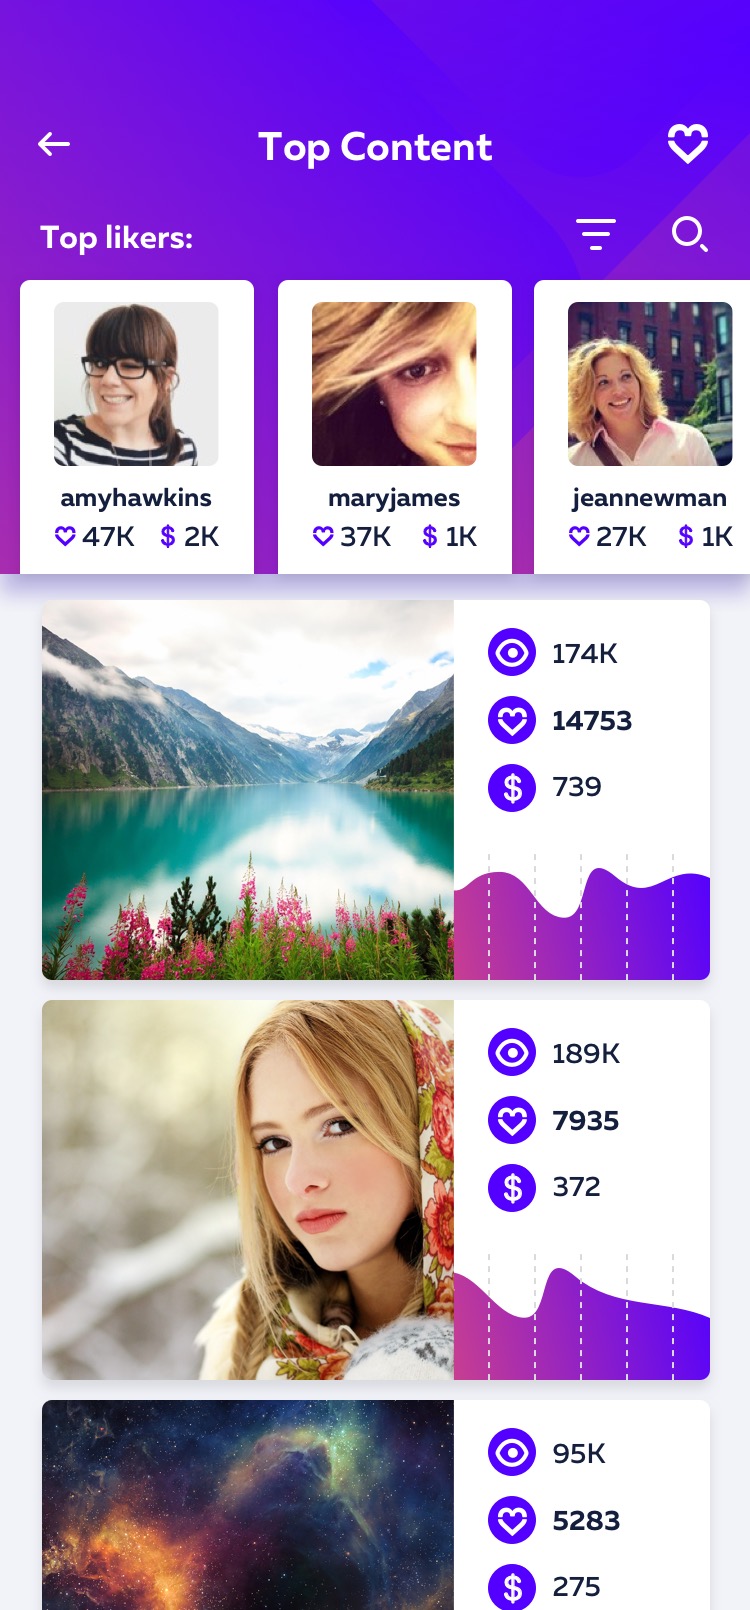 Top Content
Top likers:
amyhawkins
47K $ 2K
maryjames
37K $ 1K
jeannewman
27K $ 1K
174K
14753
$ 739
189K
7935
$ 372
95K
5283
$ 275